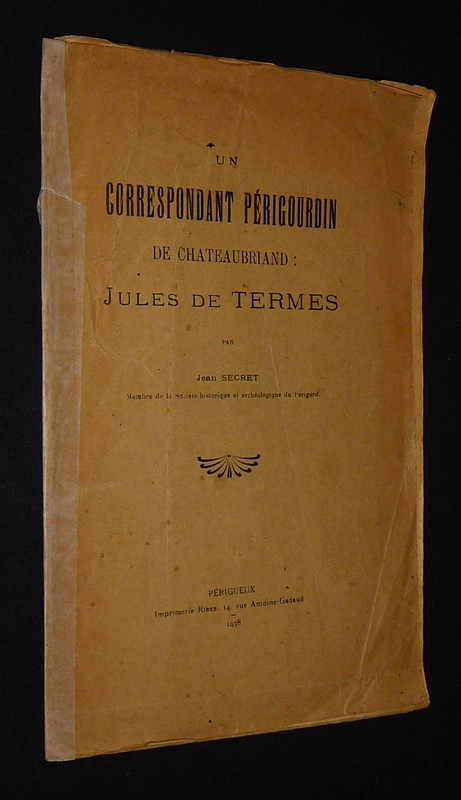 UN
CORRESPONDANT PÉRIGOURDIN
DE CHATEAUBRIAND :
JULES DE TERMES
PAR
Jean SECRET
Membre de la Société historique et archéologique du Périgord.
PÉRIGUEUX
Imprimerie Ribes, 14, rue Antoine-Gadaud
1938